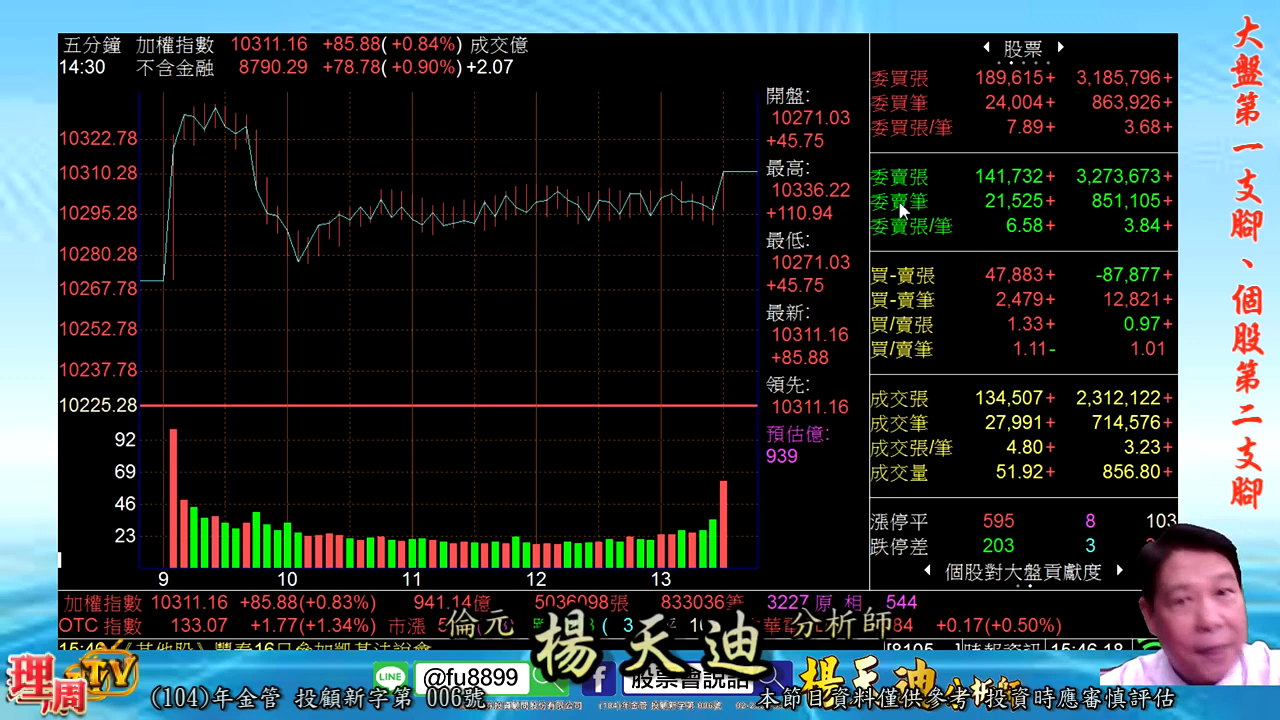 五分鐘 加權指數 10311.16 +85.88( +0.84%) 成交億
14:30 不含金融 8790.29 +78.78( +0.90%) +2.07
10322.78
10310.28
10295.28
10280.28
10267.78
10252.78
10237.78
10225.28
92
69
46
23
9 10 11 12 13
開盤:
10271.03
+45.75
最高:
10336.22
+110.94
最低:
10271.03
+45.75
最新:
10311.16
+85.88
領先:
10311.16
預估億:
939
股票
委買張 189,615+ 3,185,796+
委買筆 24,004+ 863,926+
委買張/筆 7.89+ 3.68+
委賣張 141,732+ 3,273,673+
委賣筆 21,525+ 851,105+
委賣張/筆 6.58+ 3.84+
買-賣張 47,883+ -87,877+
買-賣筆 2,479+ 12,821+
買/賣張 1.33+ 0.97+
買/賣筆 1.11- 1.01
成交張 134,507+ 2,312,122+
成交筆 27,991+ 714,576+
成交張/筆 4.80+ 3.23+
成交量 51.92+ 856.80+
漲停平 595 8 103
跌停差 203 3
個股對大盤貢獻度
加權指數 10311.16 +85.88(+0.83%) 941.14億 5036098張 833036筆 3227 原 相 544
OTC 指數 133.07 +1.77(+1.34%) 市漲 84 +0.17(+0.50%)
倫元 楊天迪 分析師
15:46:18
理周TV
LINE @fu8899
股票會說話
楊天迪 分析師
(104)年金管 投顧新字第 006號
本節目資料僅供參考 投資時應審慎評估
大盤第一支腳、個股第二支腳